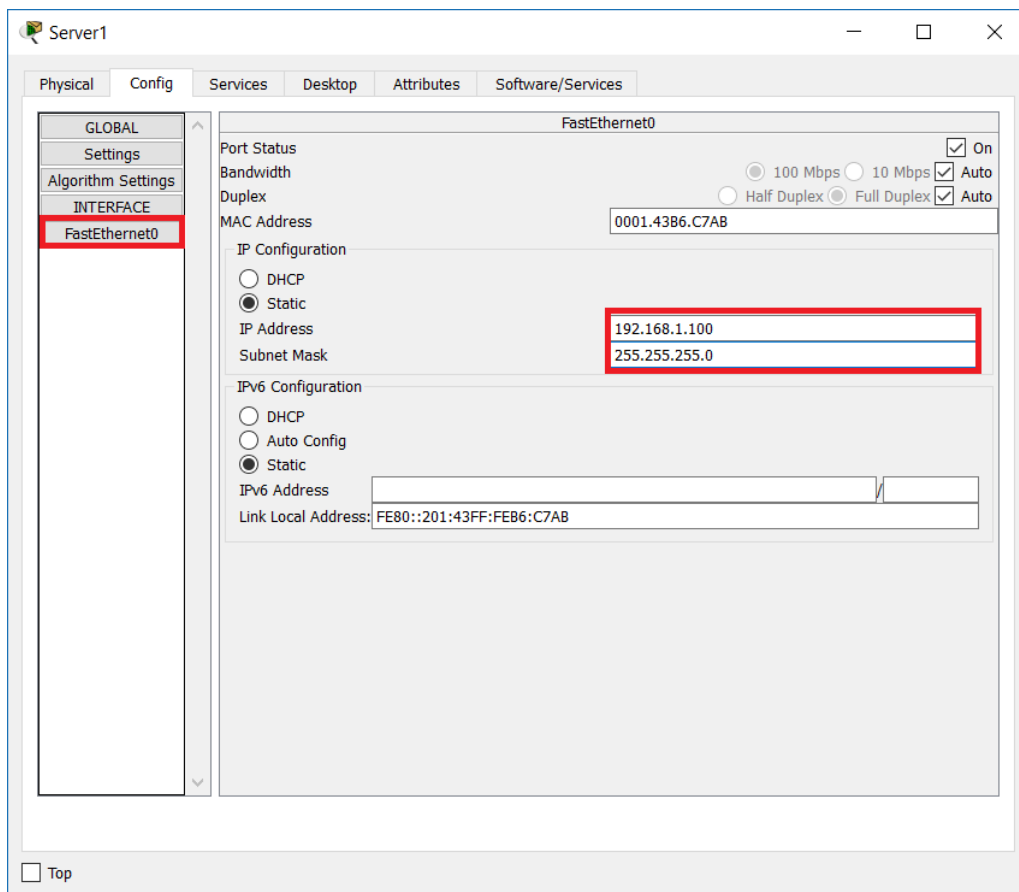 Server1
Physical Config Services Desktop Attributes Software/Services
GLOBAL
Settings
Algorithm Settings
INTERFACE
FastEthernet0
FastEthernet0
Port Status On
Bandwidth 100 Mbps 10 Mbps Auto
Duplex Half Duplex Full Duplex Auto
MAC Address 0001.43B6.C7AB
IP Configuration
DHCP
Static
IP Address 192.168.1.100
Subnet Mask 255.255.255.0
IPv6 Configuration
DHCP
Auto Config
Static
IPv6 Address /
Link Local Address: FE80::201:43FF:FEB6:C7AB
Top